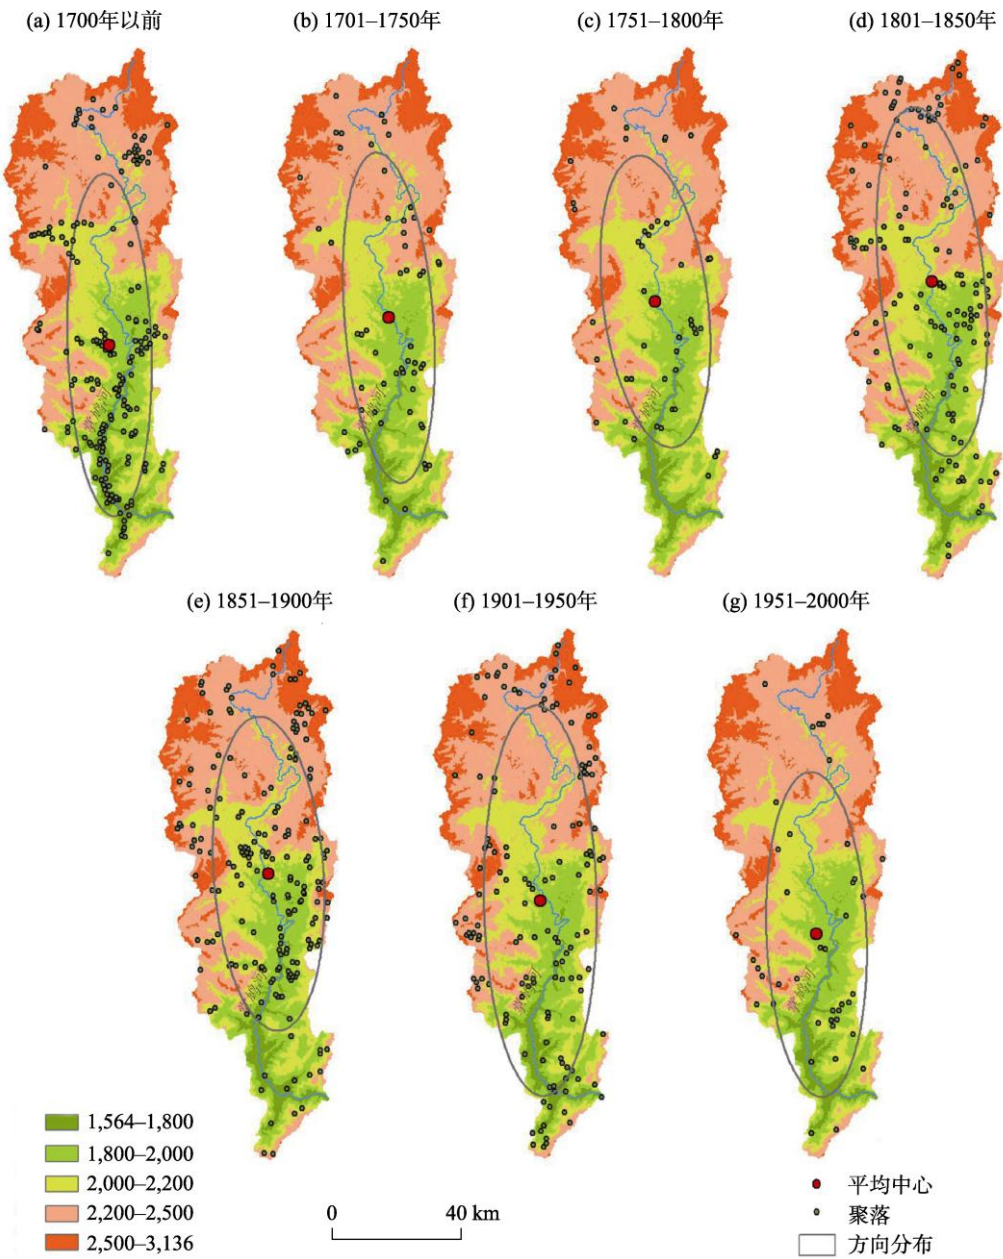 (a) 1700年以前
(b) 1701–1750年
(c) 1751–1800年
(d) 1801–1850年
(e) 1851–1900年
(f) 1901–1950年
(g) 1951–2000年
1,564–1,800
1,800–2,000
2,000–2,200
2,200–2,500
2,500–3,136
0 40 km
平均中心
聚落
方向分布